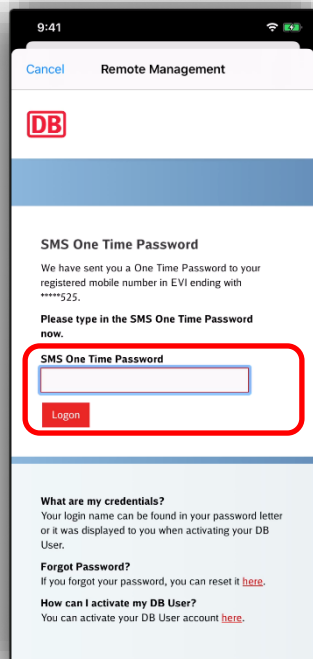 9:41
Cancel Remote Management
DB
SMS One Time Password
We have sent you a One Time Password to your
registered mobile number in EVI ending with
*****525.
Please type in the SMS One Time Password
now.
SMS One Time Password
Logon
What are my credentials?
Your login name can be found in your password letter
or it was displayed to you when activating your DB
User.
Forgot Password?
If you forgot your password, you can reset it here.
How can I activate my DB User?
You can activate your DB User account here.